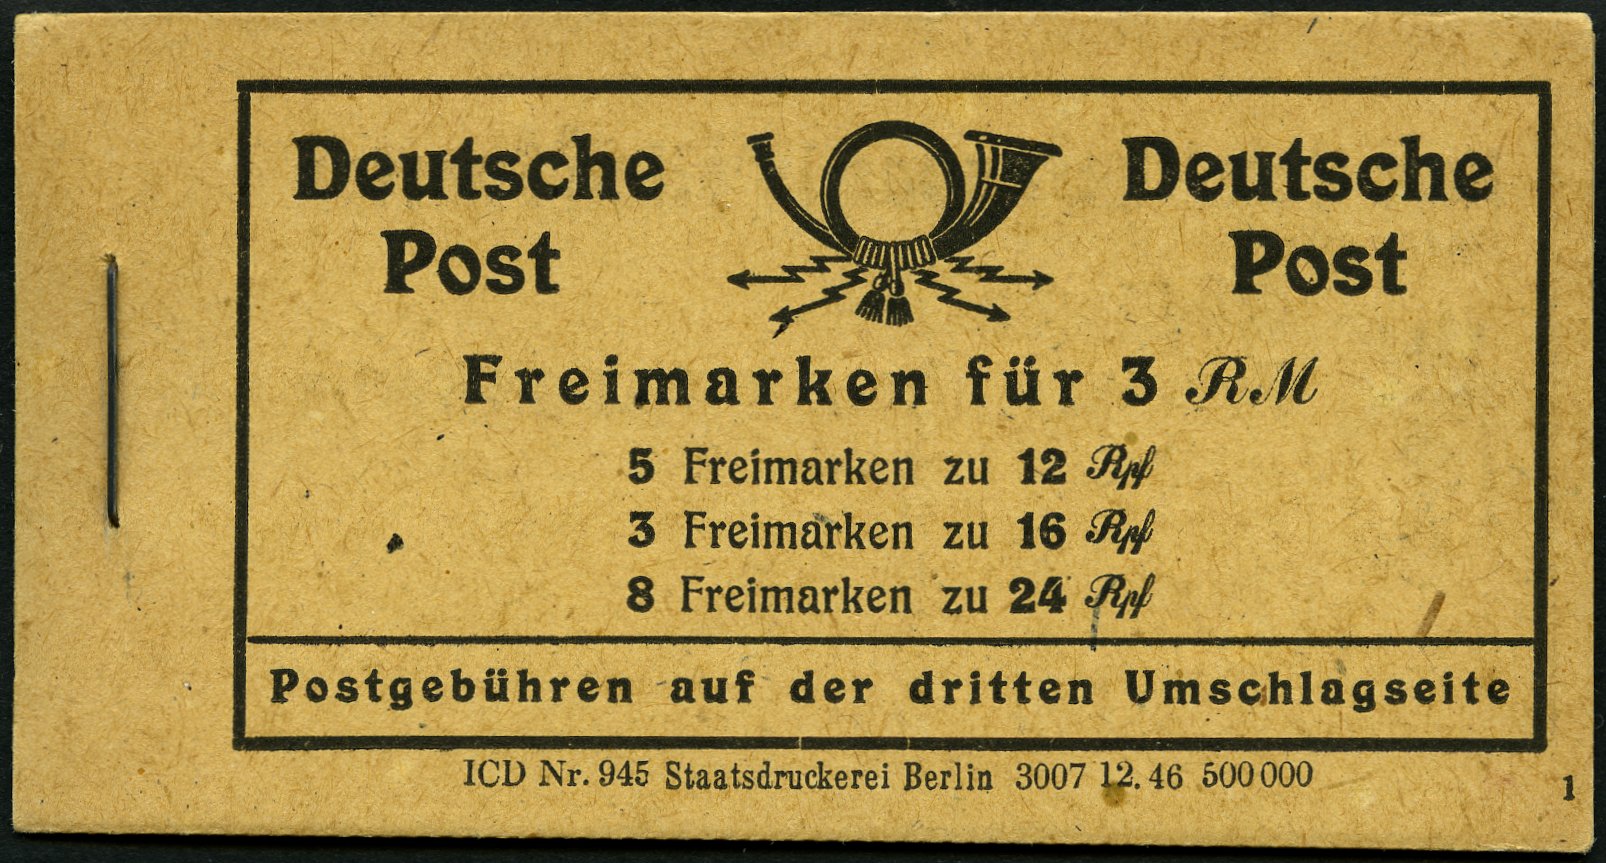 Deutsche Post
Deutsche Post
Freimarken für 3 RM
5 Freimarken zu 12 Rpf
3 Freimarken zu 16 Rpf
8 Freimarken zu 24 Rpf
Postgebühren auf der dritten Umschlagseite
ICD Nr. 945 Staatsdruckerei Berlin 3007 12.46 500000
1